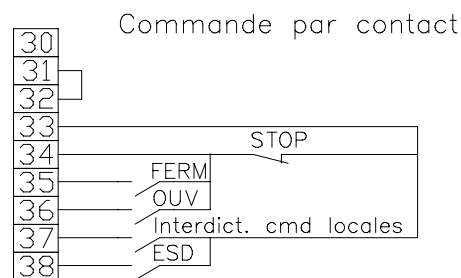 Commande par contact
30
31
32
33
34
STOP
35
FERM
36
OUV
37
Interdict. cmd locales
38
ESD